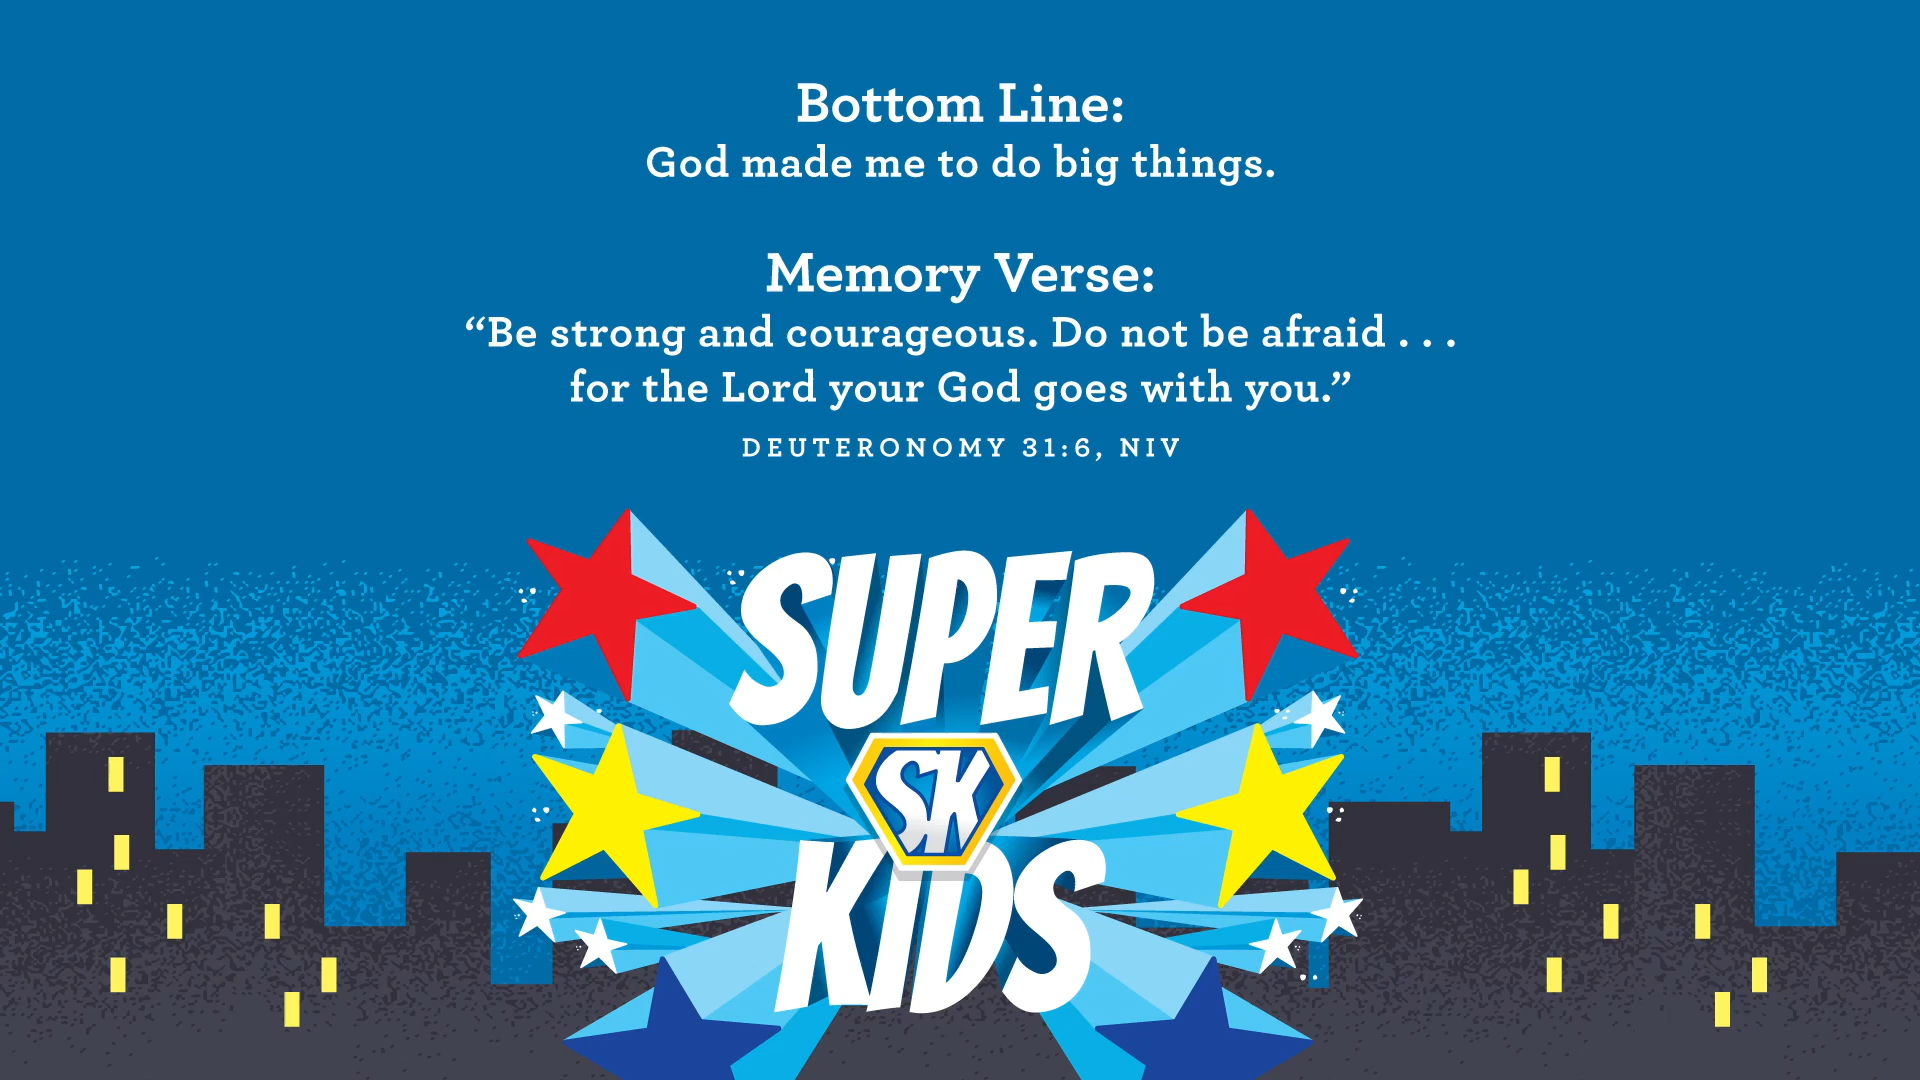 Bottom Line:
God made me to do big things.
Memory Verse:
“Be strong and courageous. Do not be afraid . . .
for the Lord your God goes with you.”
DEUTERONOMY 31:6, NIV
SUPER
SK
KIDS